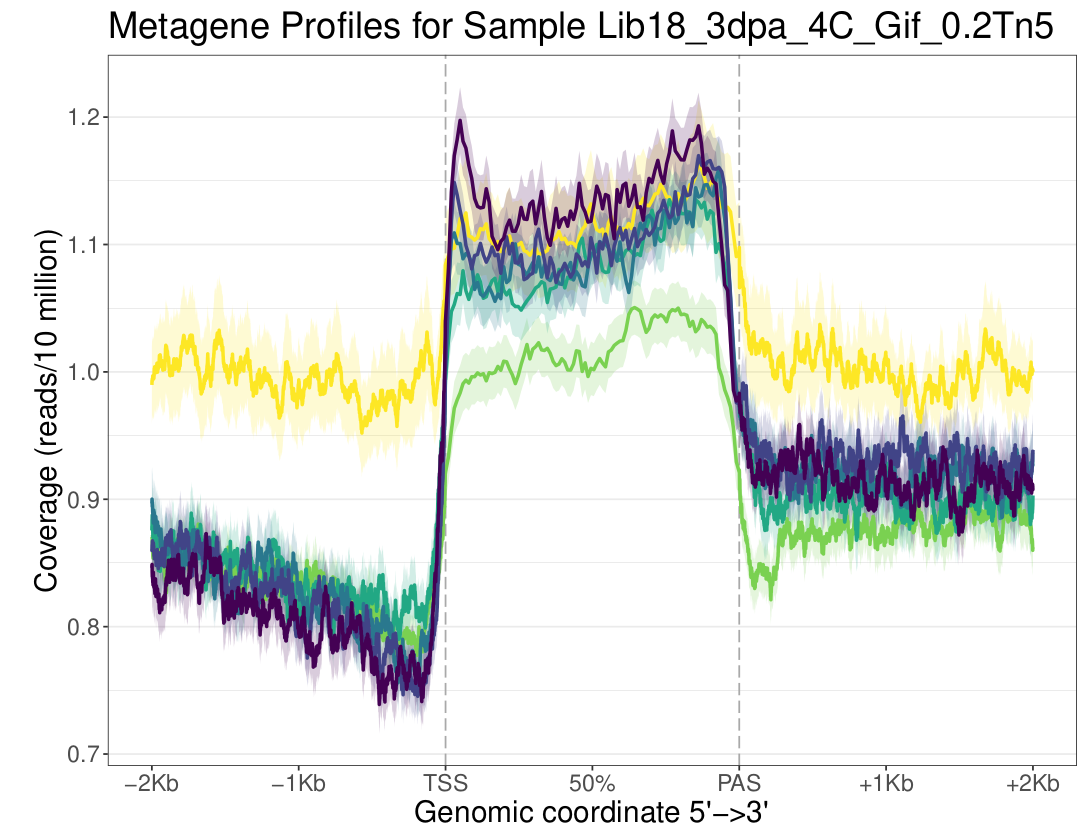 Metagene Profiles for Sample Lib18_3dpa_4C_Gif_0.2Tn5
Coverage (reads/10 million)
1.2
1.1
1.0
0.9
0.8
0.7
−2Kb −1Kb TSS 50% PAS +1Kb +2Kb
Genomic coordinate 5'−>3'